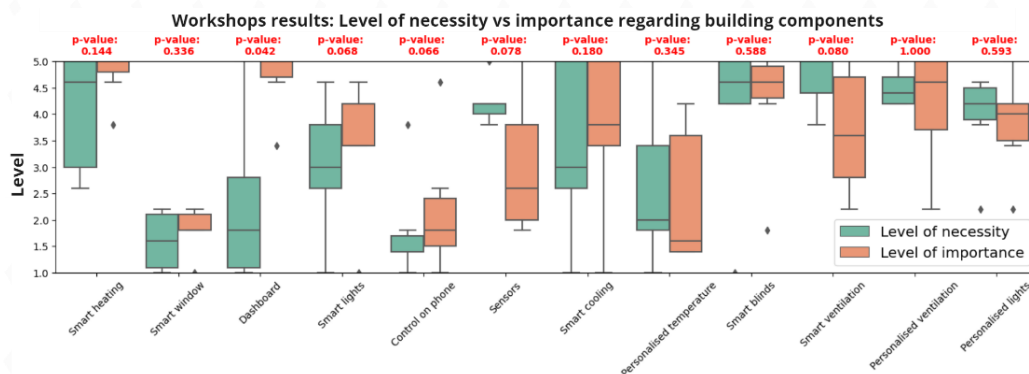 Workshops results: Level of necessity vs importance regarding building components
p-value: p-value: p-value: p-value: p-value: p-value: p-value: p-value: p-value: p-value: p-value: p-value:
0.144 0.336 0.042 0.068 0.066 0.078 0.180 0.345 0.588 0.080 1.000 0.593
5.0
4.5
4.0
3.5
3.0
2.5
2.0
1.5
1.0
Level
Level of necessity
Level of importance
Smart heating
Smart window
Dashboard
Smart lights
Control on phone
Sensors
Smart cooling
Personalised temperature
Smart blinds
Smart ventilation
Personalised ventilation
Personalised lights